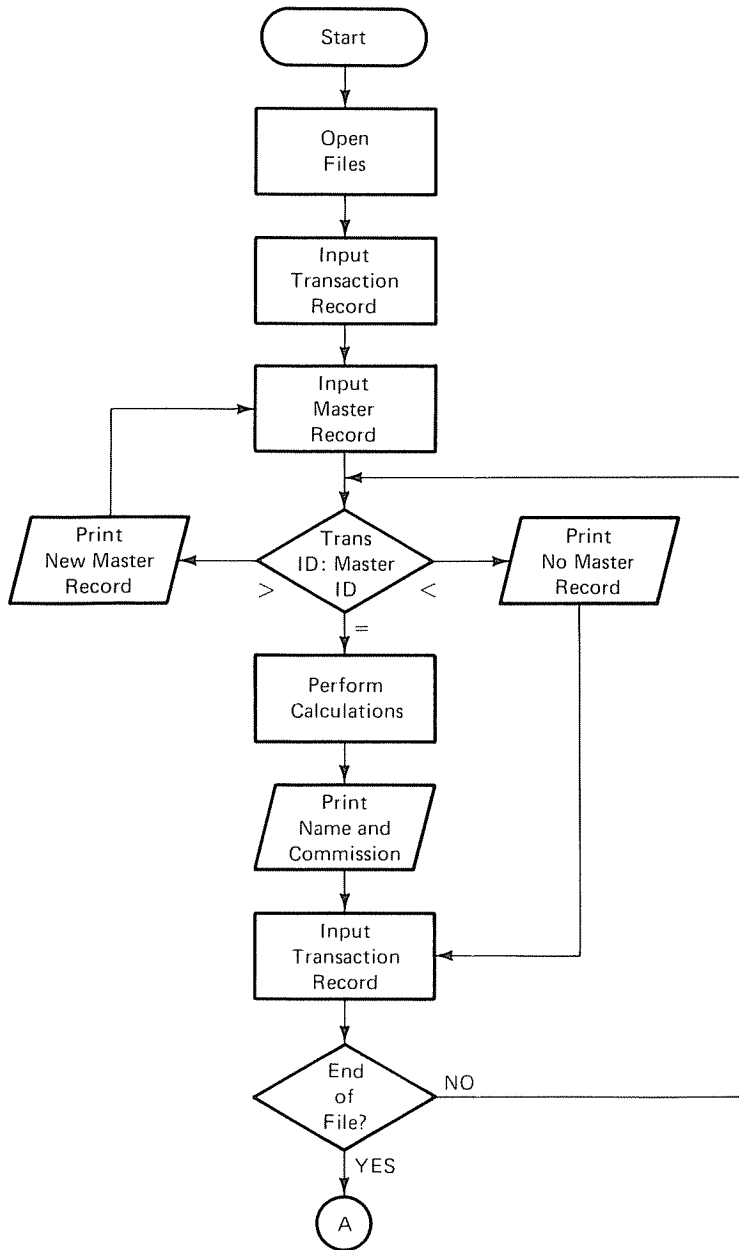 Start
Open
Files
Input
Transaction
Record
Input
Master
Record
Print
New Master
Record
Trans
ID: Master
ID
Print
No Master
Record
>
<
=
Perform
Calculations
Print
Name and
Commission
Input
Transaction
Record
End
of
File?
NO
YES
A